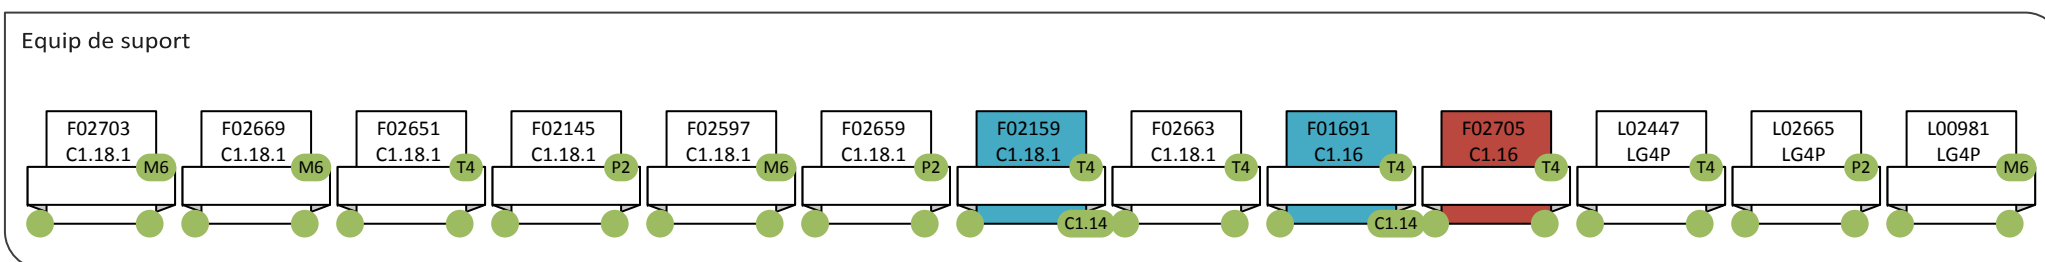 Equip de suport
F02703
C1.18.1
M6
F02669
C1.18.1
M6
F02651
C1.18.1
T4
F02145
C1.18.1
P2
F02597
C1.18.1
M6
F02659
C1.18.1
P2
F02159
C1.18.1
T4
C1.14
F02663
C1.18.1
T4
F01691
C1.16
T4
C1.14
F02705
C1.16
T4
L02447
LG4P
T4
L02665
LG4P
P2
L00981
LG4P
M6